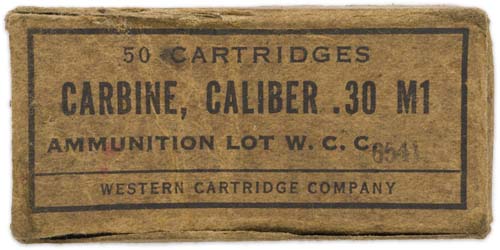 50 CARTRIDGES
CARBINE, CALIBER .30 M1
AMMUNITION LOT W. C. C. 6541
WESTERN CARTRIDGE COMPANY